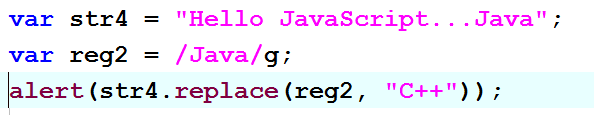 var str4 = "Hello JavaScript...Java";
var reg2 = /Java/g;
alert(str4.replace(reg2, "C++"));